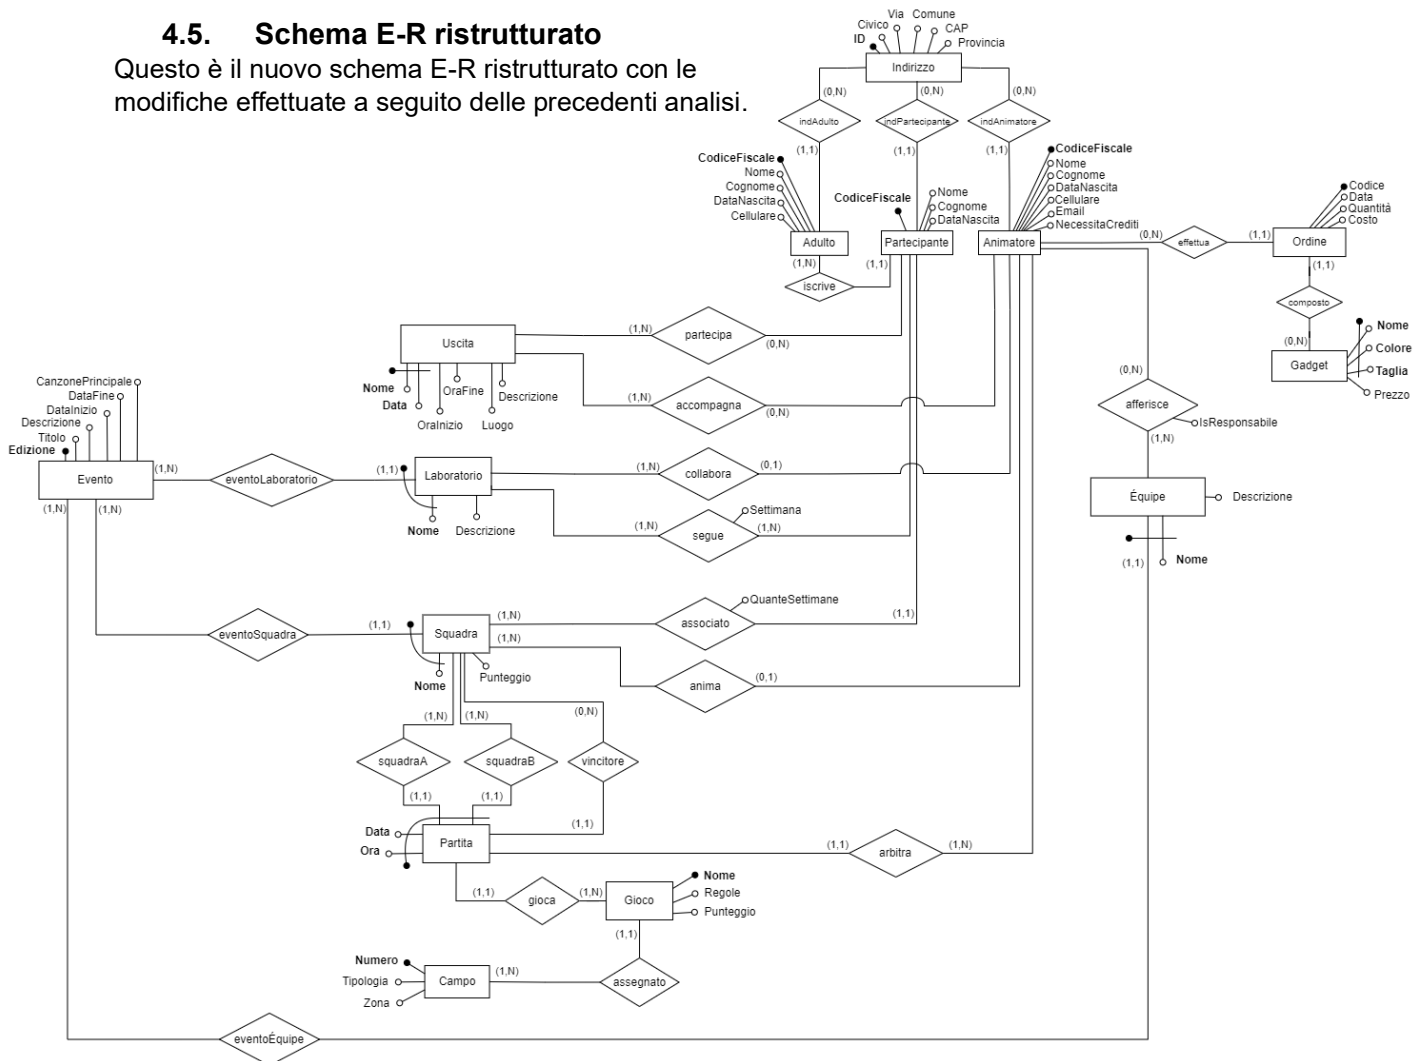 4.5. Schema E-R ristrutturato
Questo è il nuovo schema E-R ristrutturato con le
modifiche effettuate a seguito delle precedenti analisi.
Via Comune
Civico CAP
ID Provincia
Indirizzo
(0,N) (0,N) (0,N)
indAdulto indPartecipante indAnimatore
(1,1) (1,1) (1,1)
CodiceFiscale
Nome
Cognome
DataNascita
Cellulare
Adulto
CodiceFiscale
Nome
Cognome
DataNascita
Partecipante
CodiceFiscale
Nome
Cognome
DataNascita
Cellulare
Email
NecessitaCrediti
Animatore
(0,N) effettua (1,1)
Codice
Data
Quantità
Costo
Ordine
(1,N) iscrive (1,1)
(1,1)
composto
(0,N)
Gadget
Nome
Colore
Taglia
Prezzo
Uscita
(1,N) partecipa (0,N)
Nome
Data
OraInizio
OraFine
Luogo
Descrizione
(1,N) accompagna (0,N)
(0,N)
afferisce
IsResponsabile
(1,N)
CanzonePrincipale
DataFine
DataInizio
Descrizione
Titolo
Edizione
Evento
(1,N) eventoLaboratorio (1,1)
Laboratorio
(1,N) collabora (0,1)
Nome Descrizione
Settimana
(1,N) segue (1,N)
Équipe
Descrizione
Nome
(1,1)
(1,N) (1,N)
eventoSquadra (1,1)
Squadra
(1,N) associato (1,1)
QuanteSettimane
(1,N) anima (0,1)
Nome Punteggio
(1,N) (1,N) (0,N)
squadraA squadraB vincitore
(1,1) (1,1) (1,1)
Data
Ora
Partita
(1,1) arbitra (1,N)
(1,1) gioca (1,N)
Gioco
Nome
Regole
Punteggio
(1,1)
Numero
Tipologia
Zona
Campo
(1,N) assegnato
eventoÉquipe